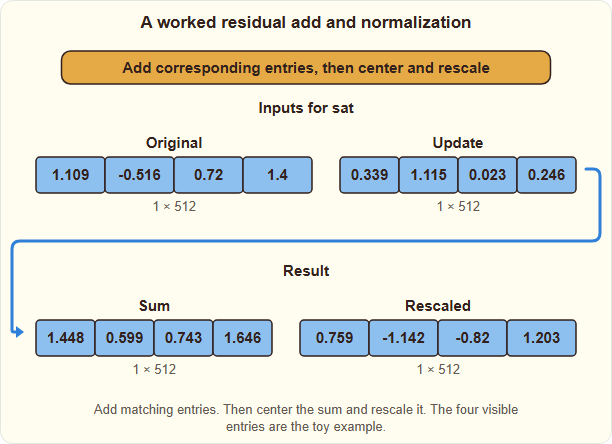 A worked residual add and normalization
Add corresponding entries, then center and rescale
Inputs for sat
Original
Update
1.109 -0.516 0.72 1.4
0.339 1.115 0.023 0.246
1 × 512
1 × 512
Result
Sum
Rescaled
1.448 0.599 0.743 1.646
0.759 -1.142 -0.82 1.203
1 × 512
1 × 512
Add matching entries. Then center the sum and rescale it. The four visible
entries are the toy example.